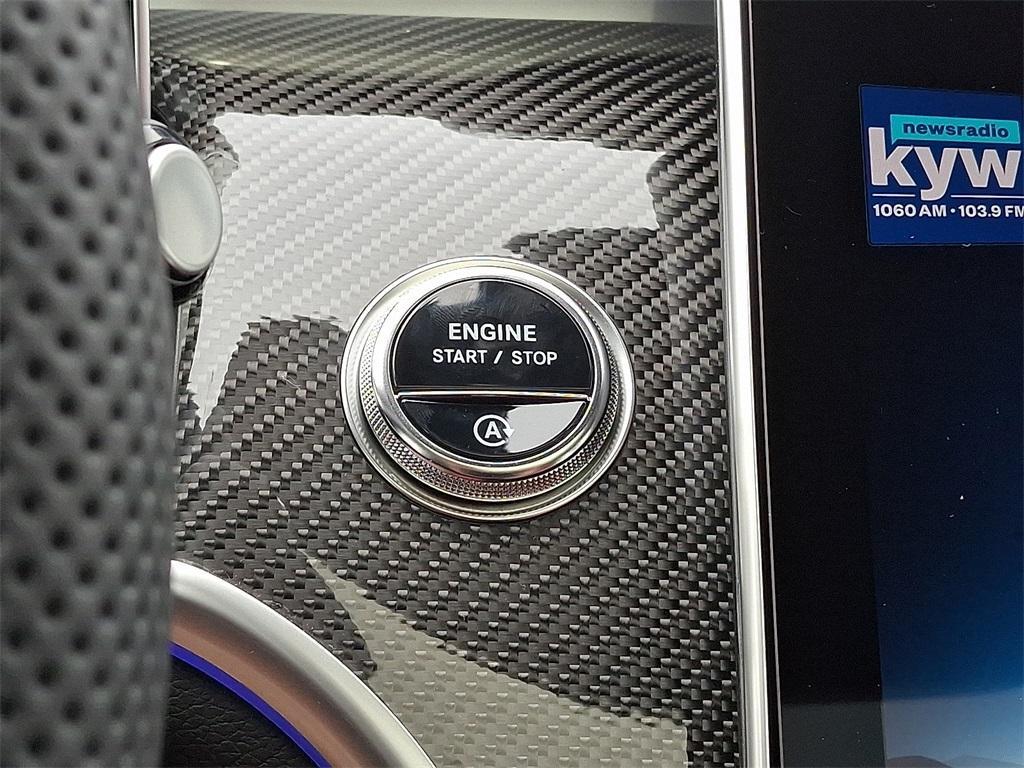 newsradio
kyw
1060 AM • 103.9 FM
ENGINE
START / STOP
A